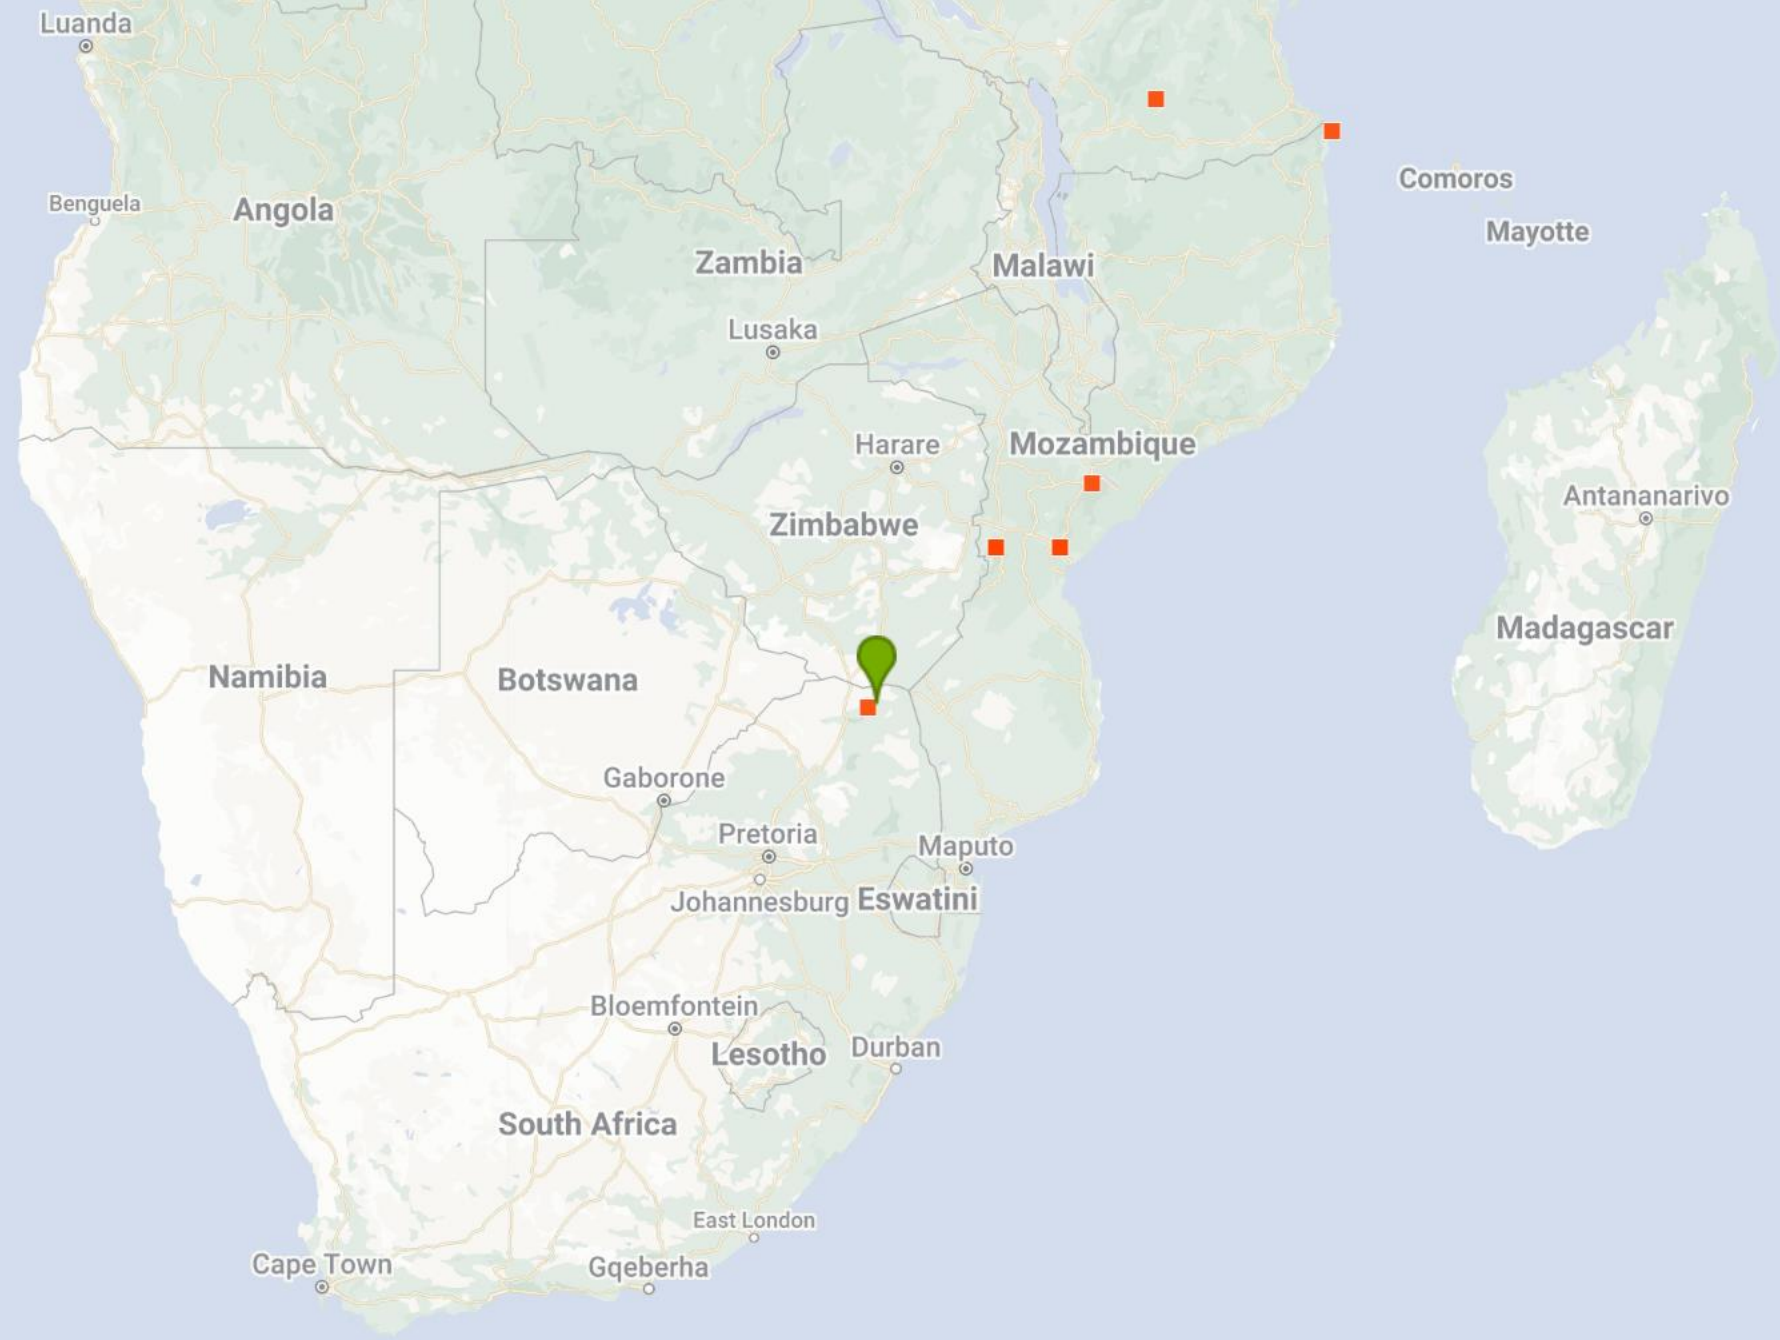 Luanda
Comoros
Benguela
Angola
Mayotte
Zambia
Malawi
Lusaka
Harare
Mozambique
Antananarivo
Zimbabwe
Madagascar
Namibia
Botswana
Gaborone
Pretoria
Maputo
Johannesburg
Eswatini
Bloemfontein
Lesotho
Durban
South Africa
East London
Cape Town
Gqeberha